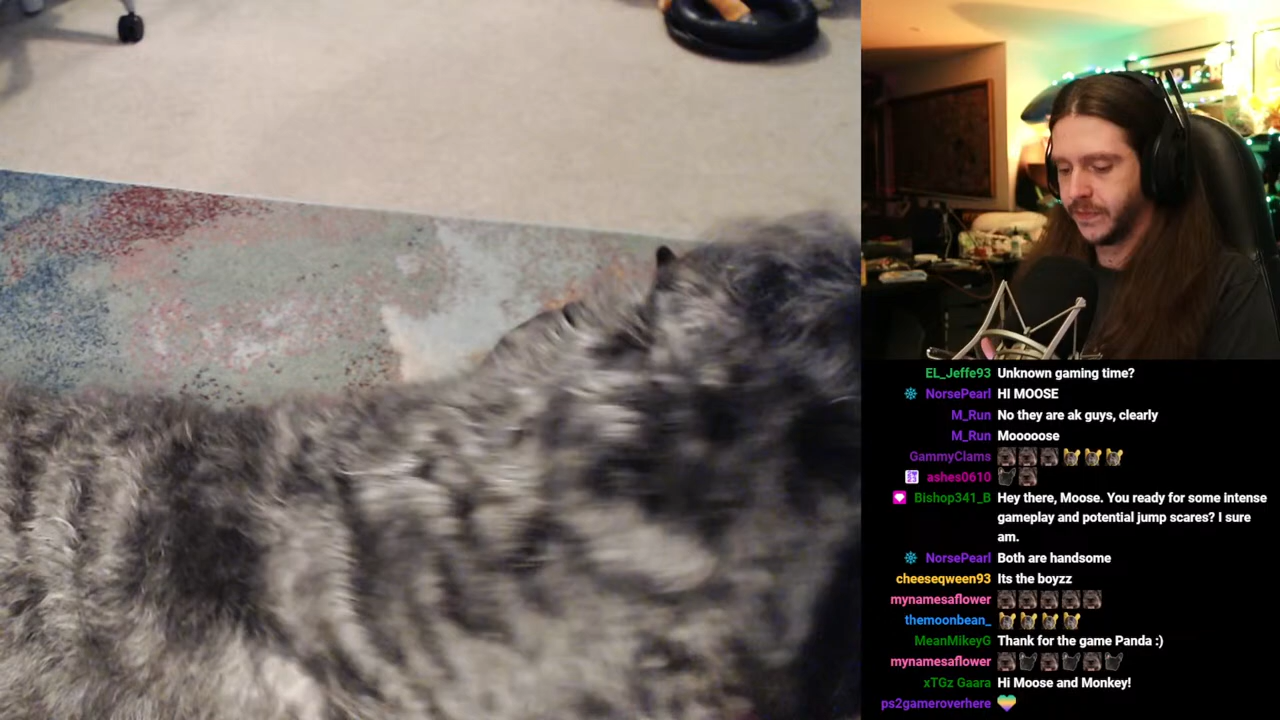 EL_Jeffe93 Unknown gaming time?
NorsePearl HI MOOSE
M_Run No they are ak guys, clearly
M_Run Mooooose
GammyClams
ashes0610
Bishop341_B Hey there, Moose. You ready for some intense
gameplay and potential jump scares? I sure
am.
NorsePearl Both are handsome
cheeseqween93 Its the boyzz
mynamesaflower
themoonbean_
MeanMikeyG Thank for the game Panda :)
mynamesaflower
xTGz Gaara Hi Moose and Monkey!
ps2gameroverhere